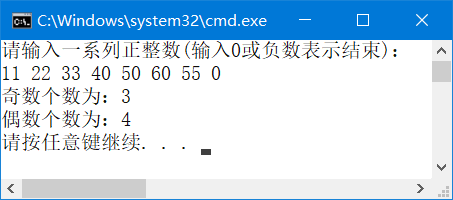 C:\Windows\system32\cmd.exe
请输入一系列正整数(输入0或负数表示结束):
11 22 33 40 50 60 55 0
奇数个数为: 3
偶数个数为: 4
请按任意键继续. . .